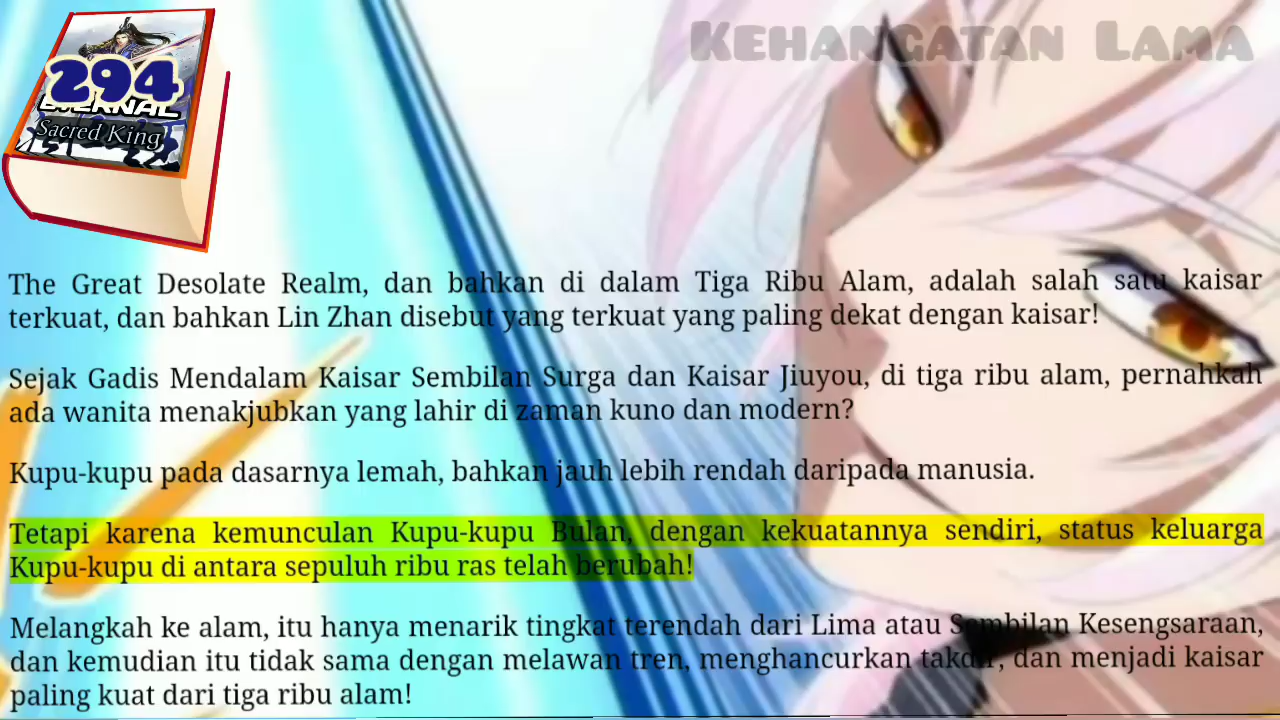 Kehangatan Lama
294
ETERNAL
Sacred King
The Great Desolate Realm, dan bahkan di dalam Tiga Ribu Alam, adalah salah satu kaisar
terkuat, dan bahkan Lin Zhan disebut yang terkuat yang paling dekat dengan kaisar!
Sejak Gadis Mendalam Kaisar Sembilan Surga dan Kaisar Jiuyou, di tiga ribu alam, pernahkah
ada wanita menakjubkan yang lahir di zaman kuno dan modern?
Kupu-kupu pada dasarnya lemah, bahkan jauh lebih rendah daripada manusia.
Tetapi karena kemunculan Kupu-kupu Bulan, dengan kekuatannya sendiri, status keluarga
Kupu-kupu di antara sepuluh ribu ras telah berubah!
Melangkah ke alam, itu hanya menarik tingkat terendah dari Lima atau Sembilan Kesengsaraan,
dan kemudian itu tidak sama dengan melawan tren, menghancurkan takdir, dan menjadi kaisar
paling kuat dari tiga ribu alam!